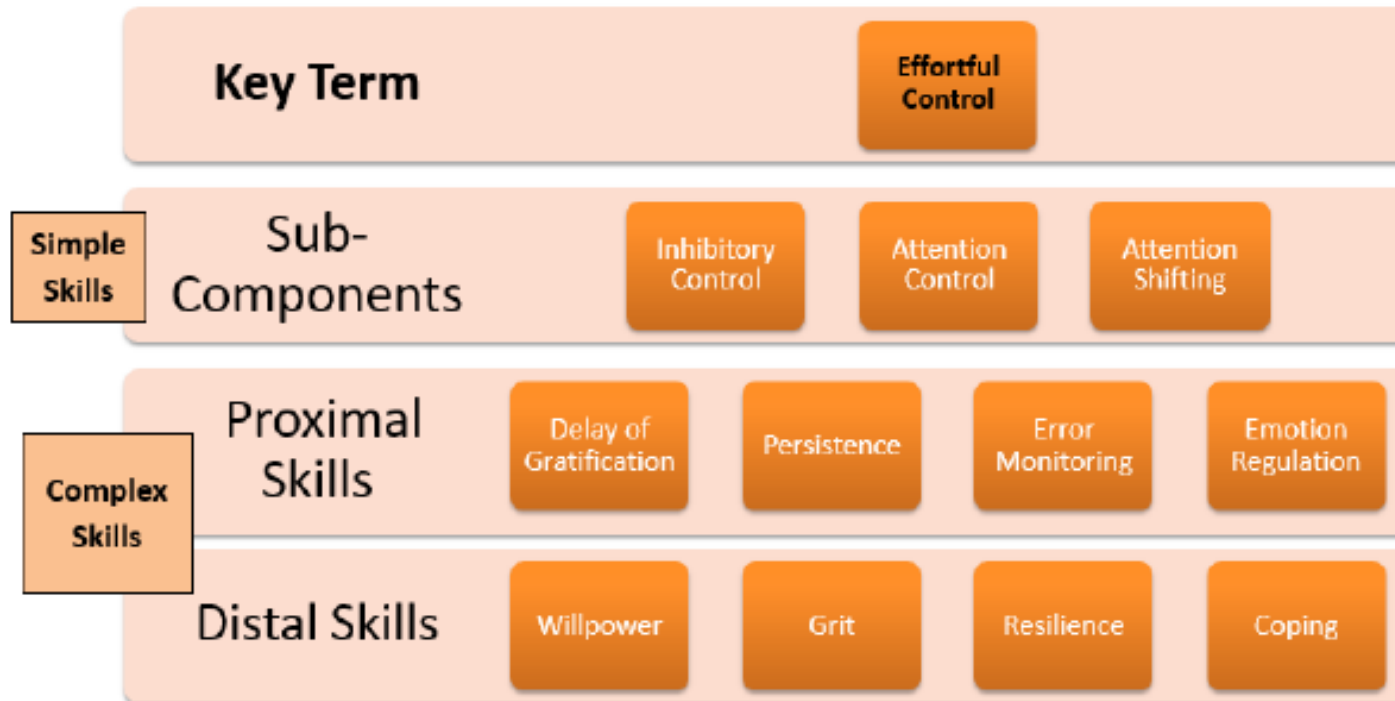 Key Term
Effortful
Control
Simple
Skills
Sub-
Components
Inhibitory
Control
Attention
Control
Attention
Shifting
Complex
Skills
Proximal
Skills
Delay of
Gratification
Persistence
Error
Monitoring
Emotion
Regulation
Distal Skills
Willpower
Grit
Resilience
Coping